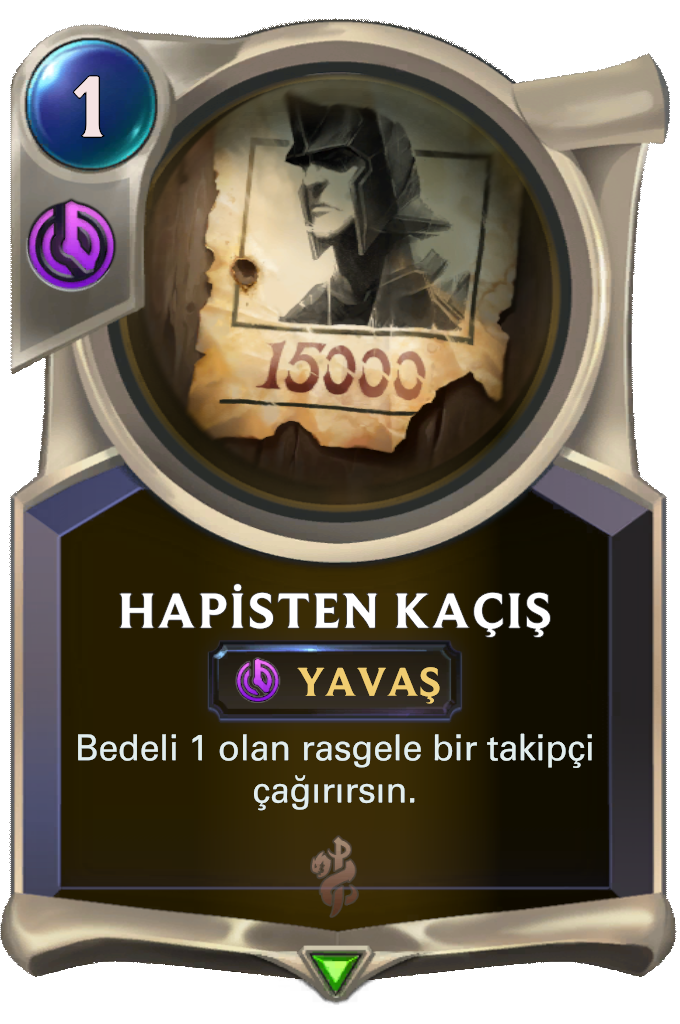 1
15000
HAPİSTEN KAÇIŞ
YAVAŞ
Bedeli 1 olan rasgele bir takipçi
çağırırsın.